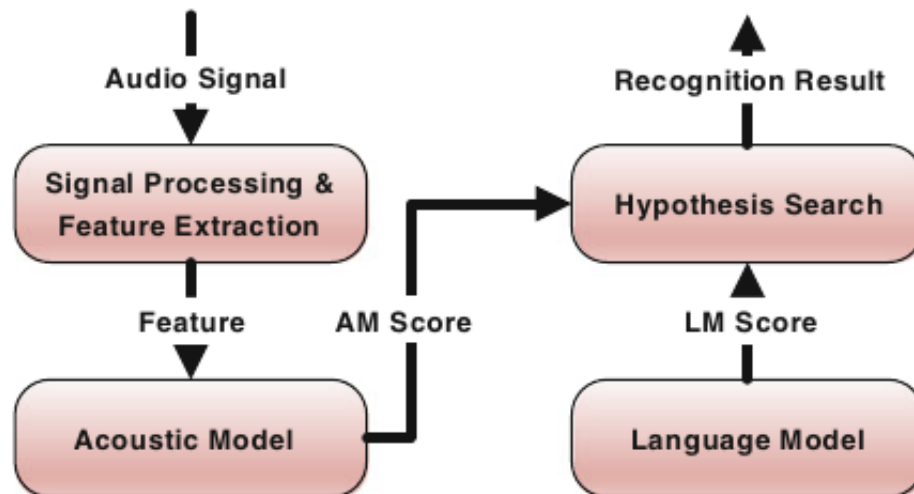 Audio Signal
Recognition Result
Signal Processing &
Feature Extraction
Hypothesis Search
Feature
AM Score
LM Score
Acoustic Model
Language Model